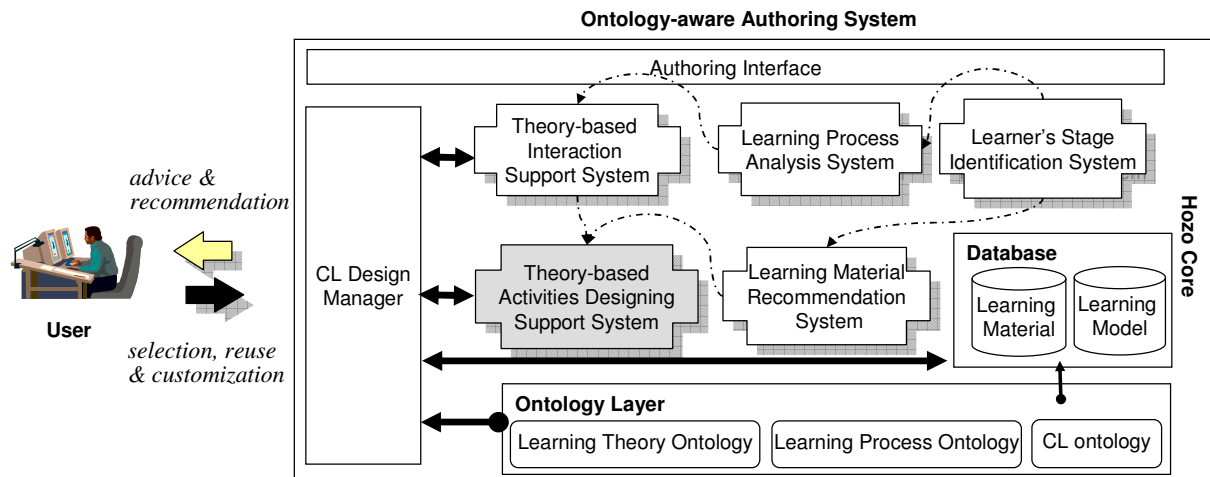 Ontology-aware Authoring System
Authoring Interface
Theory-based
Interaction
Support System
Learning Process
Analysis System
Learner's Stage
Identification System
advice &
recommendation
User
selection, reuse
& customization
CL Design
Manager
Theory-based
Activities Designing
Support System
Learning Material
Recommendation
System
Database
Learning
Material
Learning
Model
Hozo Core
Ontology Layer
Learning Theory Ontology
Learning Process Ontology
CL ontology